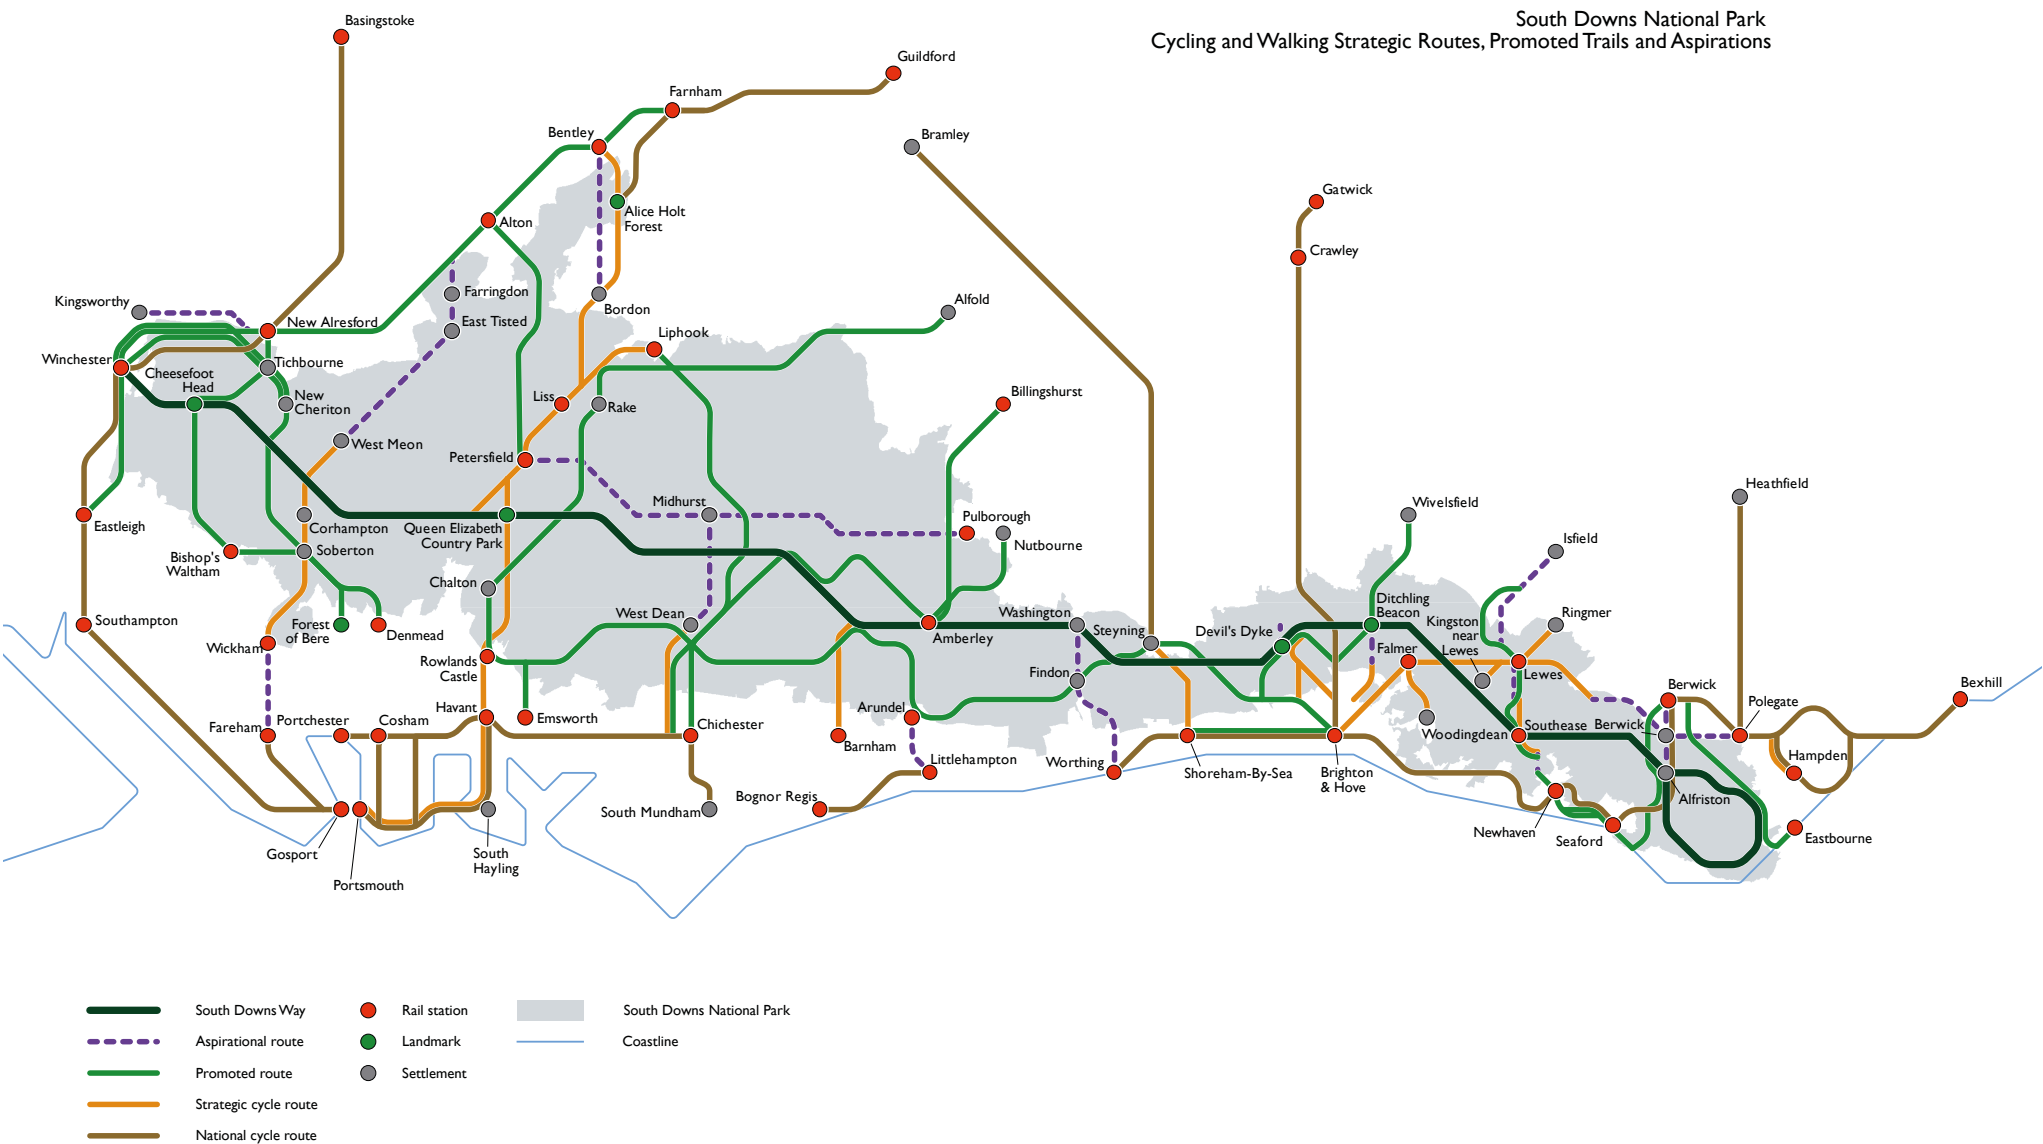 South Downs National Park
Cycling and Walking Strategic Routes, Promoted Trails and Aspirations
Basingstoke
Guildford
Farnham
Bentley
Bramley
Gatwick
Alice Holt
Forest
Alton
Crawley
Farringdon
Kingsworthy
Alfold
Bordon
New Alresford
East Tisted
Liphook
Winchester
Tichbourne
Cheesefoot
Head
New
Cheriton
Liss
Rake
Billingshurst
West Meon
Petersfield
Heathfield
Midhurst
Wivelsfield
Eastleigh
Corhampton
Queen Elizabeth
Country Park
Pulborough
Nutbourne
Isfield
Bishop's
Waltham
Soberton
Chalton
Southampton
Forest
of Bere
Denmead
West Dean
Amberley
Washington
Steyning
Devil's Dyke
Ditchling
Beacon
Kingston
near
Lewes
Ringmer
Wickham
Rowlands
Castle
Findon
Falmer
Lewes
Berwick
Polegate
Bexhill
Fareham
Portchester
Cosham
Havant
Emsworth
Chichester
Arundel
Barnham
Woodingdean
Southease
Berwick
Hampden
Littlehampton
Worthing
Shoreham-By-Sea
Brighton
& Hove
Bognor Regis
South Mundham
Alfriston
Newhaven
Seaford
Eastbourne
Gosport
Portsmouth
South
Hayling
South Downs Way
Rail station
South Downs National Park
Aspirational route
Landmark
Coastline
Promoted route
Settlement
Strategic cycle route
National cycle route